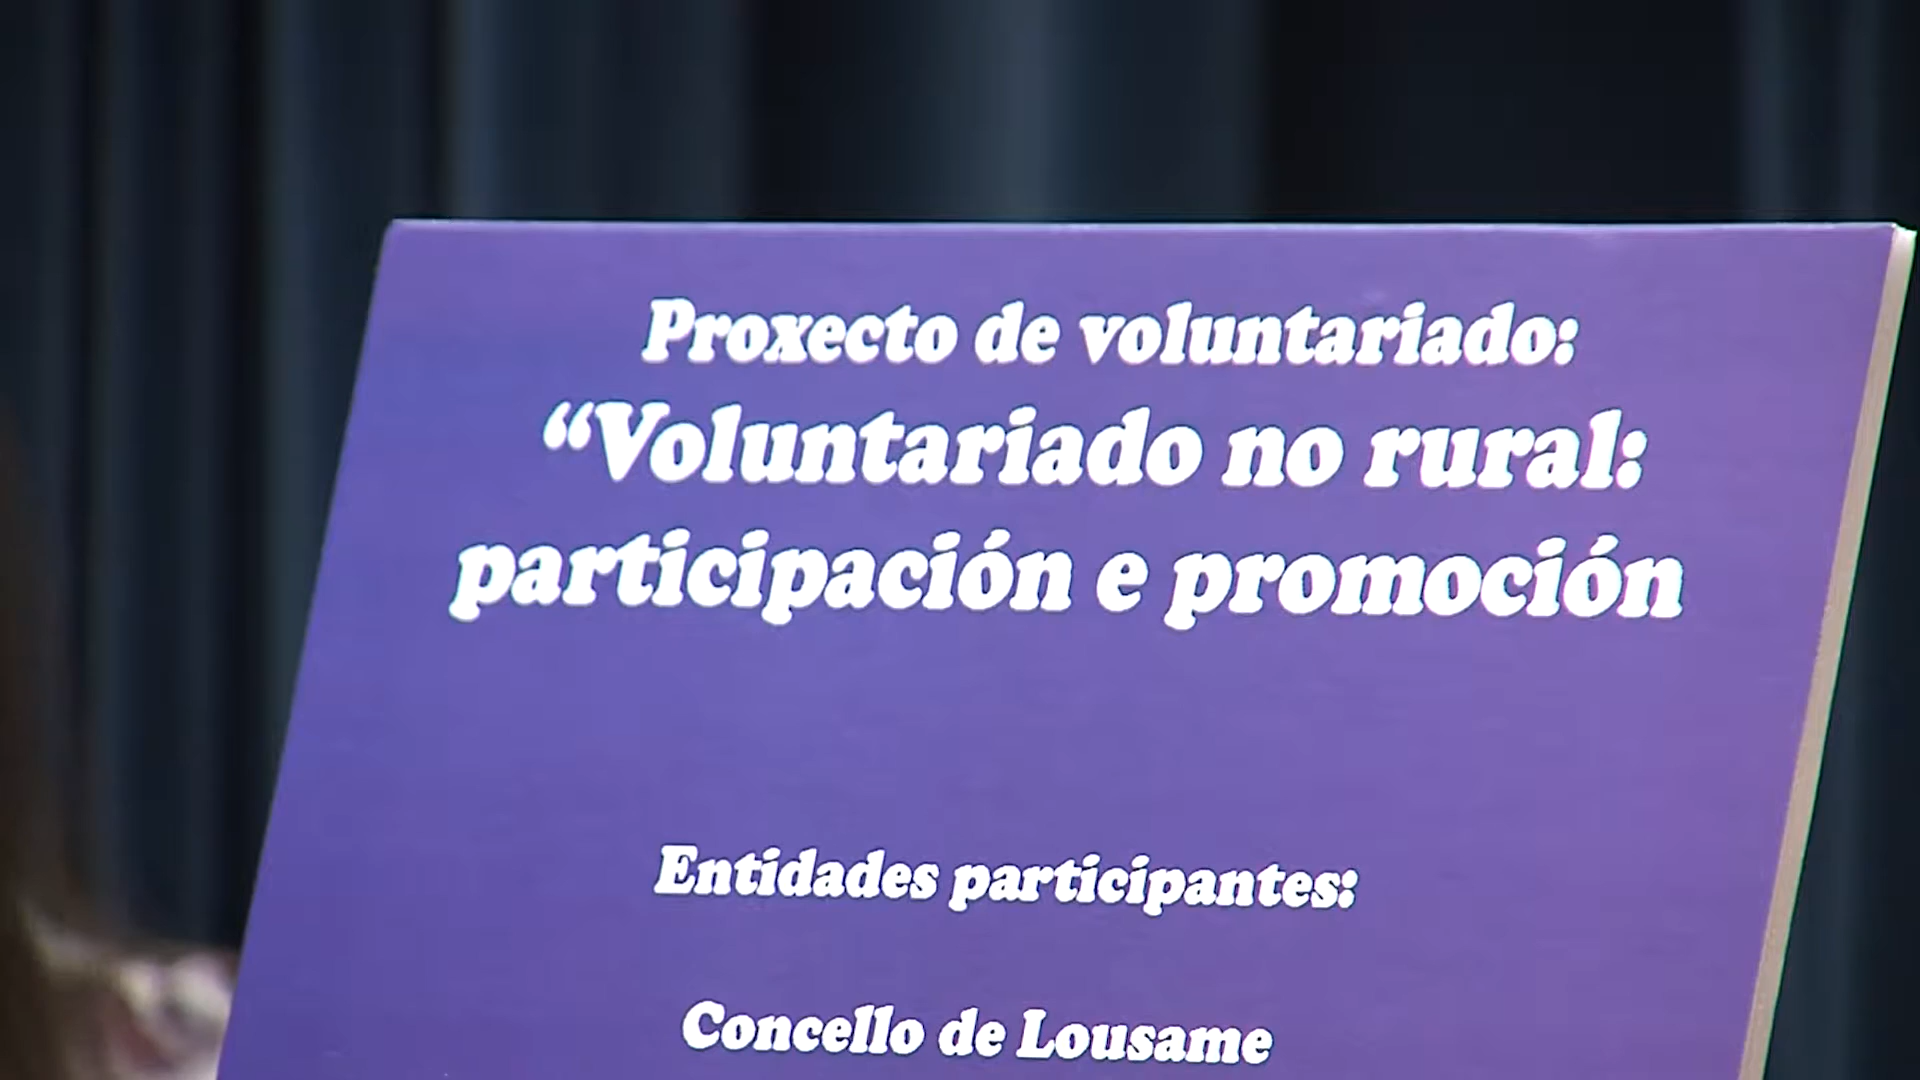 Proxecto de voluntariado:
“Voluntariado no rural:
participación e promoción
Entidades participantes:
Concello de Lousame